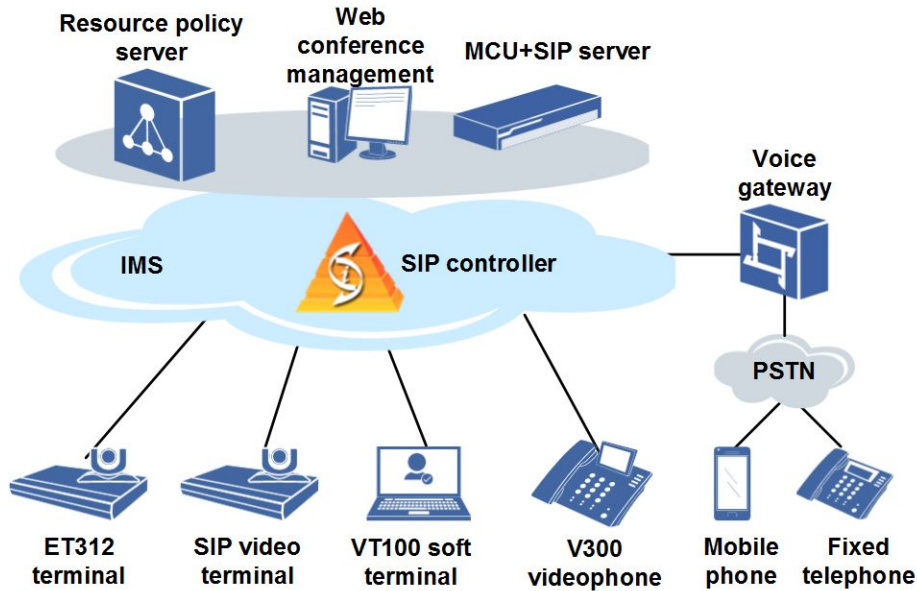 Resource policy
server
Web
conference
management
MCU+SIP server
Voice
gateway
IMS
SIP controller
PSTN
ET312
terminal
SIP video
terminal
VT100 soft
terminal
V300
videophone
Mobile
phone
Fixed
telephone